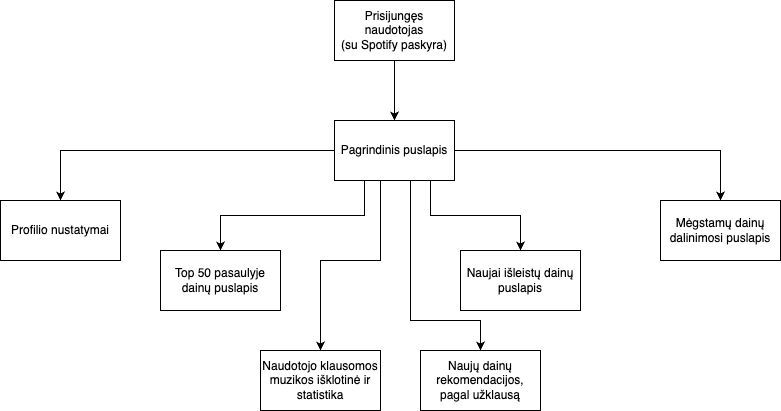 Prisijungęs
naudotojas
(su Spotify paskyra)
Pagrindinis puslapis
Profilio nustatymai
Top 50 pasaulyje
dainų puslapis
Naudotojo klausomos
muzikos išklotinė ir
statistika
Naujų dainų
rekomendacijos,
pagal užklausą
Naujai išleistų dainų
puslapis
Mėgstamų dainų
dalinimosi puslapis